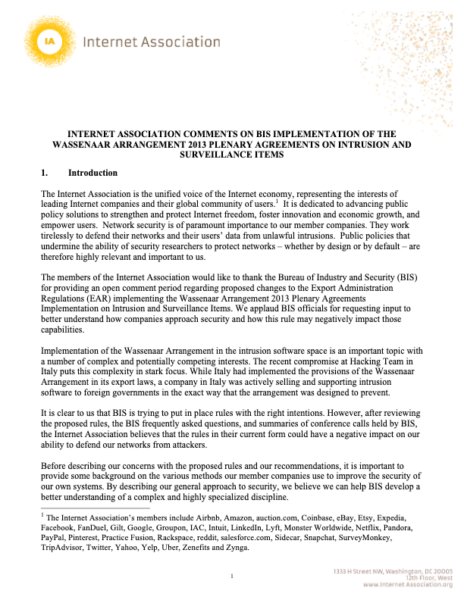 IA Internet Association
INTERNET ASSOCIATION COMMENTS ON BIS IMPLEMENTATION OF THE
WASSENAAR ARRANGEMENT 2013 PLENARY AGREEMENTS ON INTRUSION AND
SURVEILLANCE ITEMS
1. Introduction
The Internet Association is the unified voice of the Internet economy, representing the interests of
leading Internet companies and their global community of users.1 It is dedicated to advancing public
policy solutions to strengthen and protect Internet freedom, foster innovation and economic growth, and
empower users. Network security is of paramount importance to our member companies. They work
tirelessly to defend their networks and their users' data from unlawful intrusions. Public policies that
undermine the ability of security researchers to protect networks – whether by design or by default – are
therefore highly relevant and important to us.
The members of the Internet Association would like to thank the Bureau of Industry and Security (BIS)
for providing an open comment period regarding proposed changes to the Export Administration
Regulations (EAR) implementing the Wassenaar Arrangement 2013 Plenary Agreements
Implementation on Intrusion and Surveillance Items. We applaud BIS officials for requesting input to
better understand how companies approach security and how this rule may negatively impact those
capabilities.
Implementation of the Wassenaar Arrangement in the intrusion software space is an important topic with
a number of complex and potentially competing interests. The recent compromise at Hacking Team in
Italy puts this complexity in stark focus. While Italy had implemented the provisions of the Wassenaar
Arrangement in its export laws, a company in Italy was actively selling and supporting intrusion
software to foreign governments in the exact way that the arrangement was designed to prevent.
It is clear to us that BIS is trying to put in place rules with the right intentions. However, after reviewing
the proposed rules, the BIS frequently asked questions, and summaries of conference calls held by BIS,
the Internet Association believes that the rules in their current form could have a negative impact on our
ability to defend our networks from attackers.
Before describing our concerns with the proposed rules and our recommendations, it is important to
provide some background on the various methods our member companies use to improve the security of
our own systems. By describing our general approach to security, we believe we can help BIS develop a
better understanding of a complex and highly specialized discipline.
1 The Internet Association's members include Airbnb, Amazon, auction.com, Coinbase, eBay, Etsy, Expedia,
Facebook, FanDuel, Gilt, Google, Groupon, IAC, Intuit, LinkedIn, Lyft, Monster Worldwide, Netflix, Pandora,
PayPal, Pinterest, Practice Fusion, Rackspace, reddit, salesforce.com, Sidecar, Snapchat, SurveyMonkey,
TripAdvisor, Twitter, Yahoo, Yelp, Uber, Zenefits and Zynga.
1
1333 H Street NW, Washington, DC 20005
12th Floor, West
www.Internet Association.org